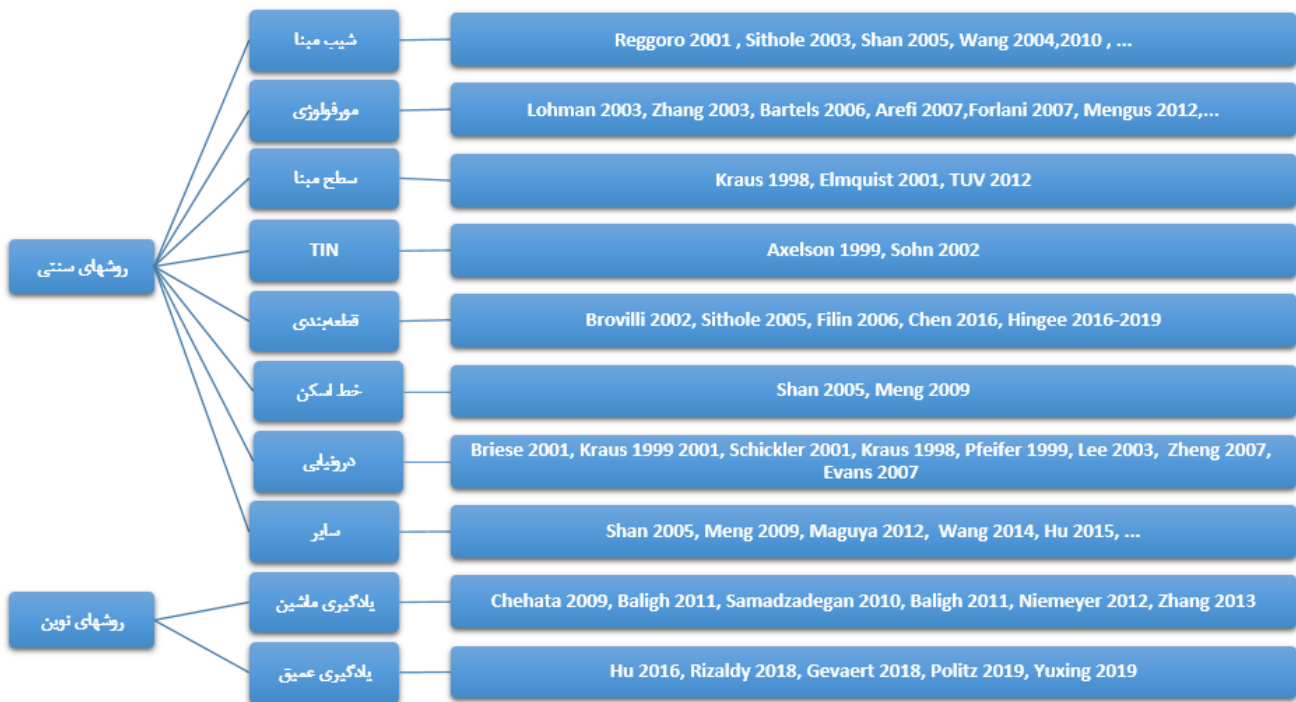 شیب مبنا
Reggoro 2001 , Sithole 2003, Shan 2005, Wang 2004,2010 , ...
مورفولوژی
Lohman 2003, Zhang 2003, Bartels 2006, Arefi 2007,Forlani 2007, Mengus 2012,...
سطح مبنا
Kraus 1998, Elmquist 2001, TUV 2012
روشهای سنتی
TIN
Axelson 1999, Sohn 2002
قطعه‌بندی
Brovilli 2002, Sithole 2005, Filin 2006, Chen 2016, Hingee 2016-2019
خط اسکن
Shan 2005, Meng 2009
درونیابی
Briese 2001, Kraus 1999 2001, Schickler 2001, Kraus 1998, Pfeifer 1999, Lee 2003, Zheng 2007,
Evans 2007
سایر
Shan 2005, Meng 2009, Maguya 2012, Wang 2014, Hu 2015, ...
روشهای نوین
یادگیری ماشین
Chehata 2009, Baligh 2011, Samadzadegan 2010, Baligh 2011, Niemeyer 2012, Zhang 2013
یادگیری عمیق
Hu 2016, Rizaldy 2018, Gevaert 2018, Politz 2019, Yuxing 2019